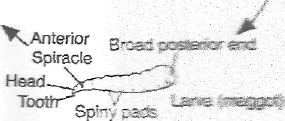 Anterior
Spiracle
Broad posterior end
Head
Tooth
Spiny pads
Larva (maggot)